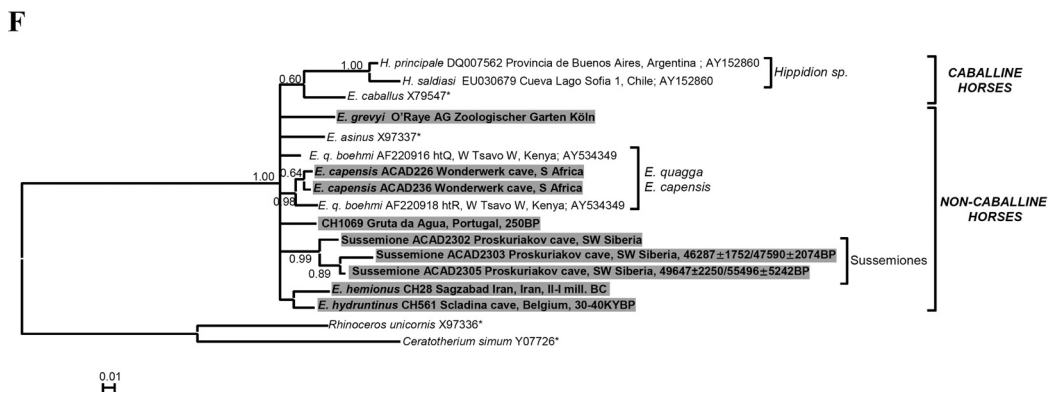 F
H. principale DQ007562 Provincia de Buenos Aires, Argentina ; AY152860
1.00
Hippidion sp.
0.60
H. saldiasi EU030679 Cueva Lago Sofia 1, Chile; AY152860
CABALLINE
HORSES
E. caballus X79547*
E. grevyi O'Raye AG Zoologischer Garten Köln
E. asinus X97337*
E. q. boehmi AF220916 htQ, W Tsavo W, Kenya; AY534349
1.00
0.64
E. capensis ACAD226 Wonderwerk cave, S Africa
E. quagga
E. capensis ACAD236 Wonderwerk cave, S Africa
E. capensis
0.98
E. q. boehmi AF220918 htR, W Tsavo W, Kenya; AY534349
NON-CABALLINE
HORSES
CH1069 Gruta da Agua, Portugal, 250BP
Sussemione ACAD2302 Proskuriakov cave, SW Siberia
0.99
Sussemione ACAD2303 Proskuriakov cave, SW Siberia, 46287±1752/47590±2074BP
Sussemiones
0.89
Sussemione ACAD2305 Proskuriakov cave, SW Siberia, 49647±2250/55496±5242BP
E. hemionus CH28 Sagzabad Iran, Iran, II-I mill. BC
E. hydruntinus CH561 Scladina cave, Belgium, 30-40KYBP
Rhinoceros unicornis X97336*
Ceratotherium simum Y07726*
0.01